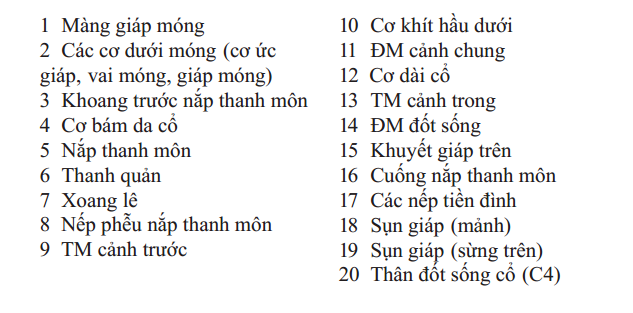 1 Màng giáp móng
2 Các cơ dưới móng (cơ ức
giáp, vai móng, giáp móng)
3 Khoang trước nắp thanh môn
4 Cơ bám da cổ
5 Nắp thanh môn
6 Thanh quản
7 Xoang lê
8 Nếp phễu nắp thanh môn
9 TM cảnh trước
10 Cơ khít hầu dưới
11 ĐM cảnh chung
12 Cơ dài cổ
13 TM cảnh trong
14 ĐM đốt sống
15 Khuyết giáp trên
16 Cuống nắp thanh môn
17 Các nếp tiền đình
18 Sụn giáp (mảnh)
19 Sụn giáp (sừng trên)
20 Thân đốt sống cổ (C4)